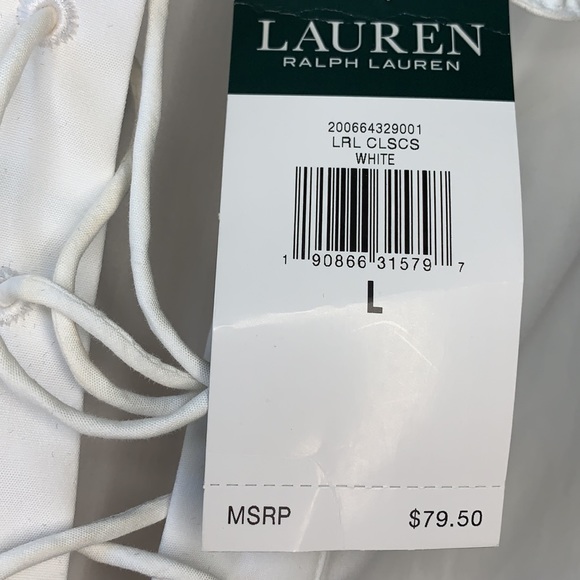 LAUREN
RALPH LAUREN
200664329001
LRL CLSCS
WHITE
1 90866 31579 7
L
MSRP $79.50